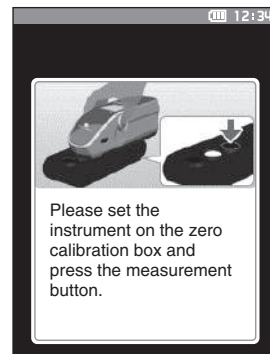 12:34
Please set the
instrument on the zero
calibration box and
press the measurement
button.